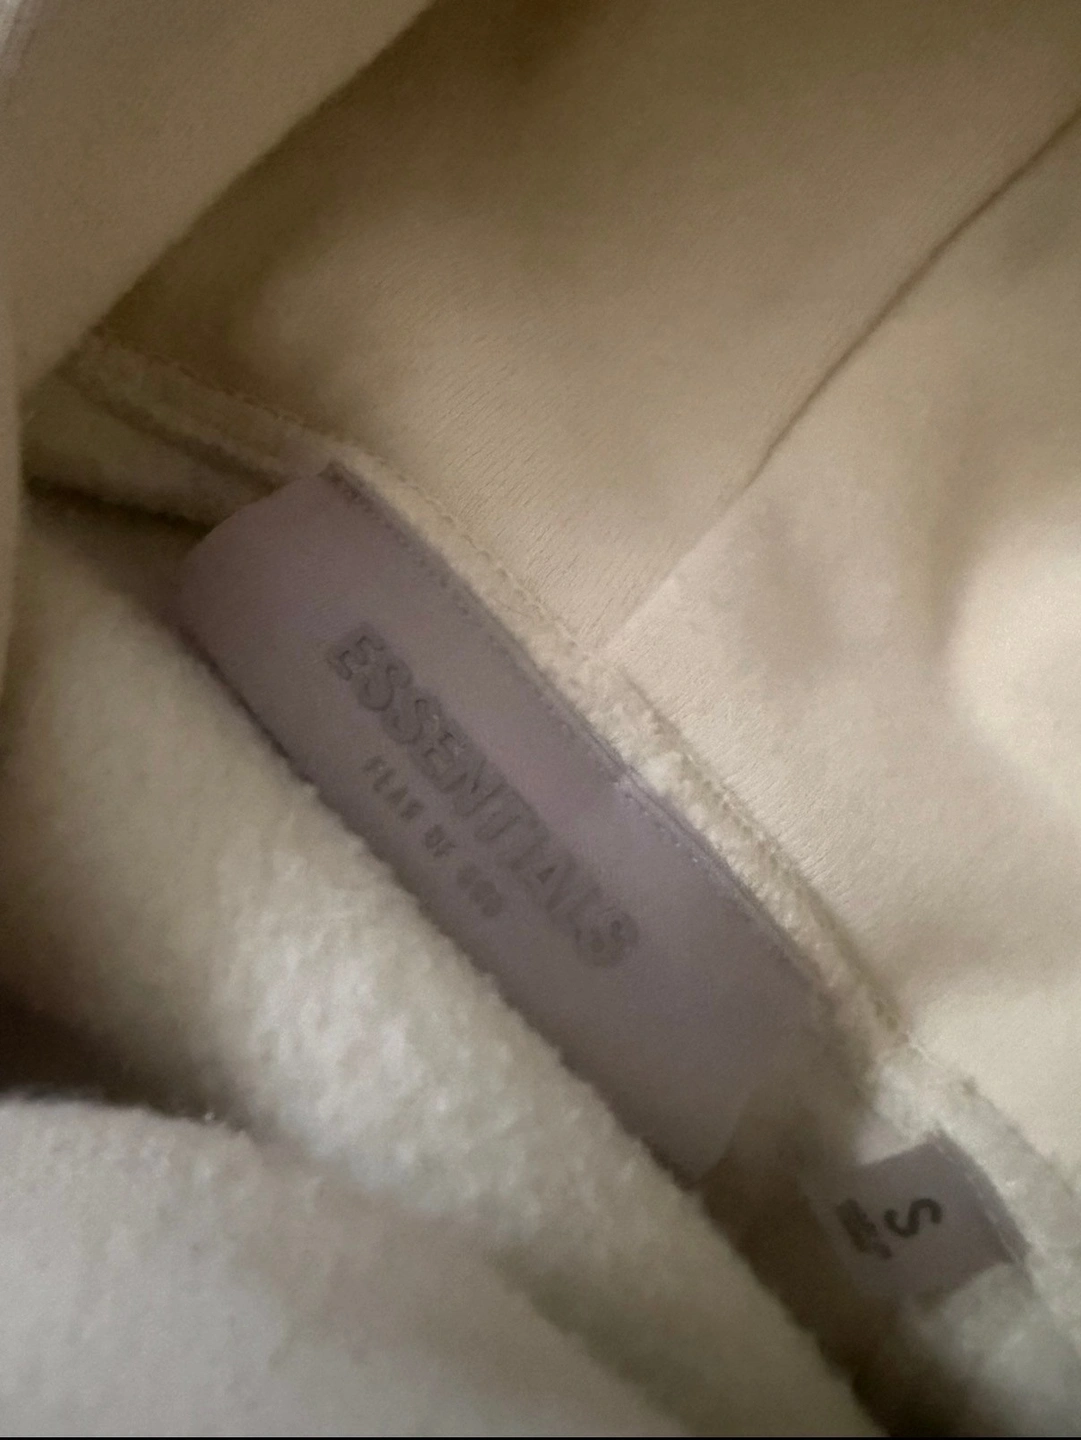 ESSENTIALS
FEAR OF GOD
S